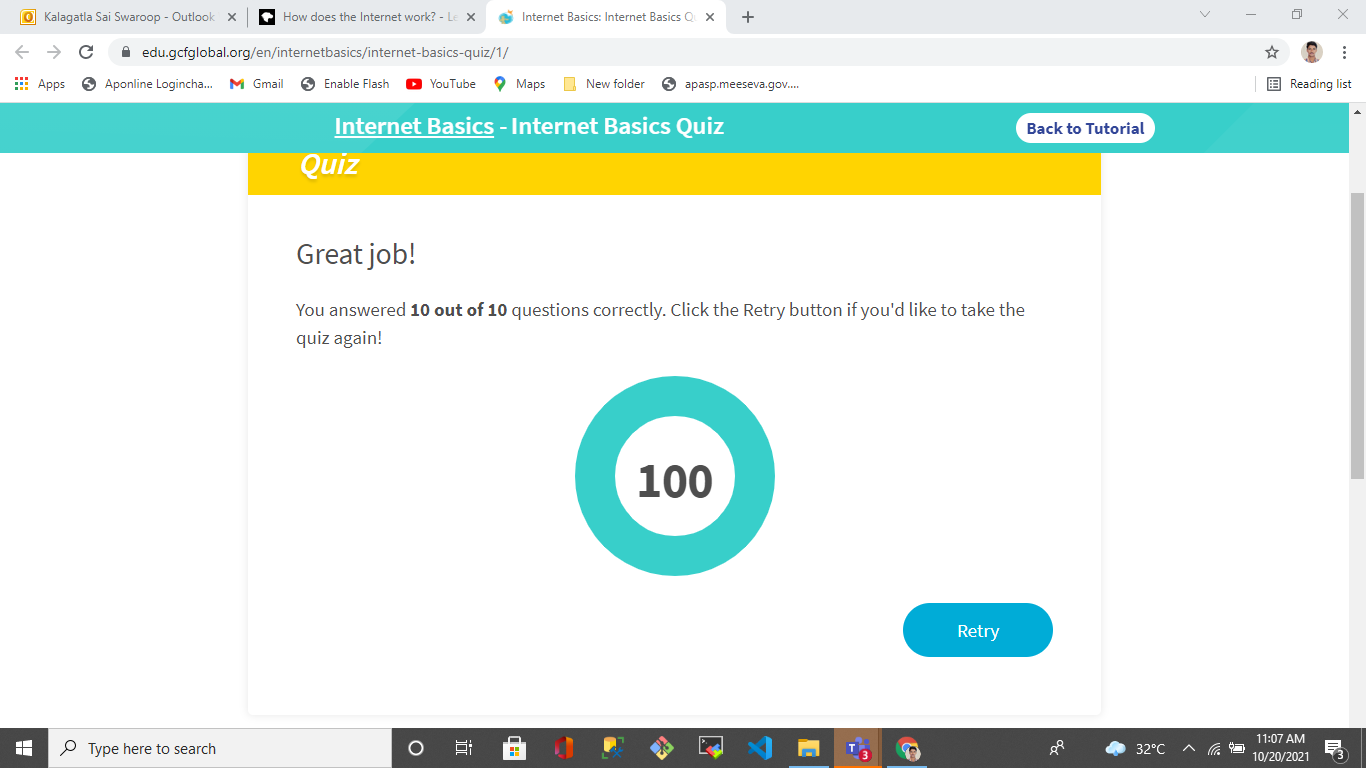 Kalagatla Sai Swaroop - Outlook
How does the Internet work? - Le
Internet Basics: Internet Basics Q
edu.gcfglobal.org/en/internetbasics/internet-basics-quiz/1/
Apps
Aponline Logincha...
Gmail
Enable Flash
YouTube
Maps
New folder
apasp.meeseva.gov....
Reading list
Internet Basics - Internet Basics Quiz
Back to Tutorial
Quiz
Great job!
You answered 10 out of 10 questions correctly. Click the Retry button if you'd like to take the
quiz again!
100
Retry
Type here to search
3
32°C
11:07 AM
10/20/2021
3